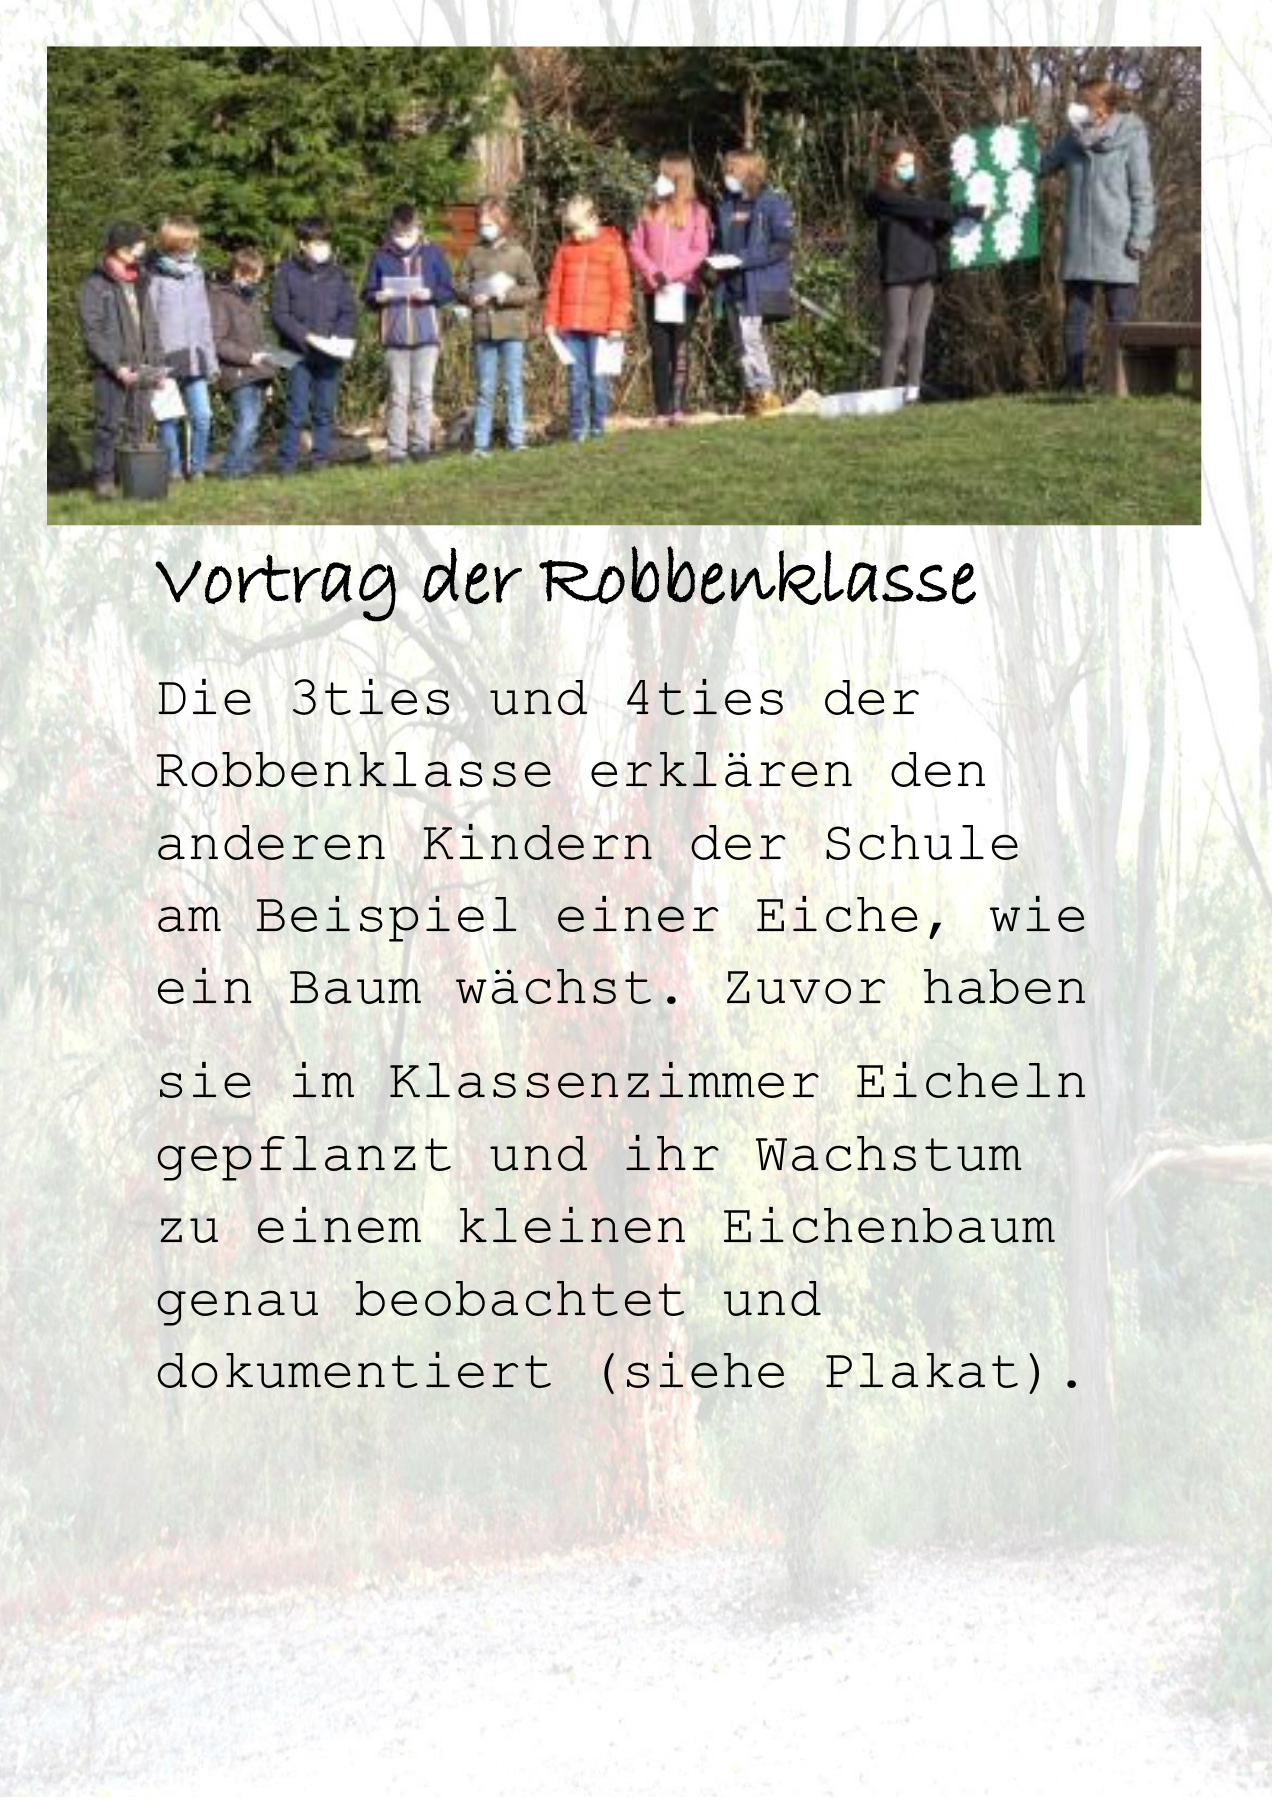 Vortrag der Robbenklasse
Die 3ties und 4ties der
Robbenklasse erklären den
anderen Kindern der Schule
am Beispiel einer Eiche, wie
ein Baum wächst. Zuvor haben
sie im Klassenzimmer Eicheln
gepflanzt und ihr Wachstum
zu einem kleinen Eichenbaum
genau beobachtet und
dokumentiert (siehe Plakat).